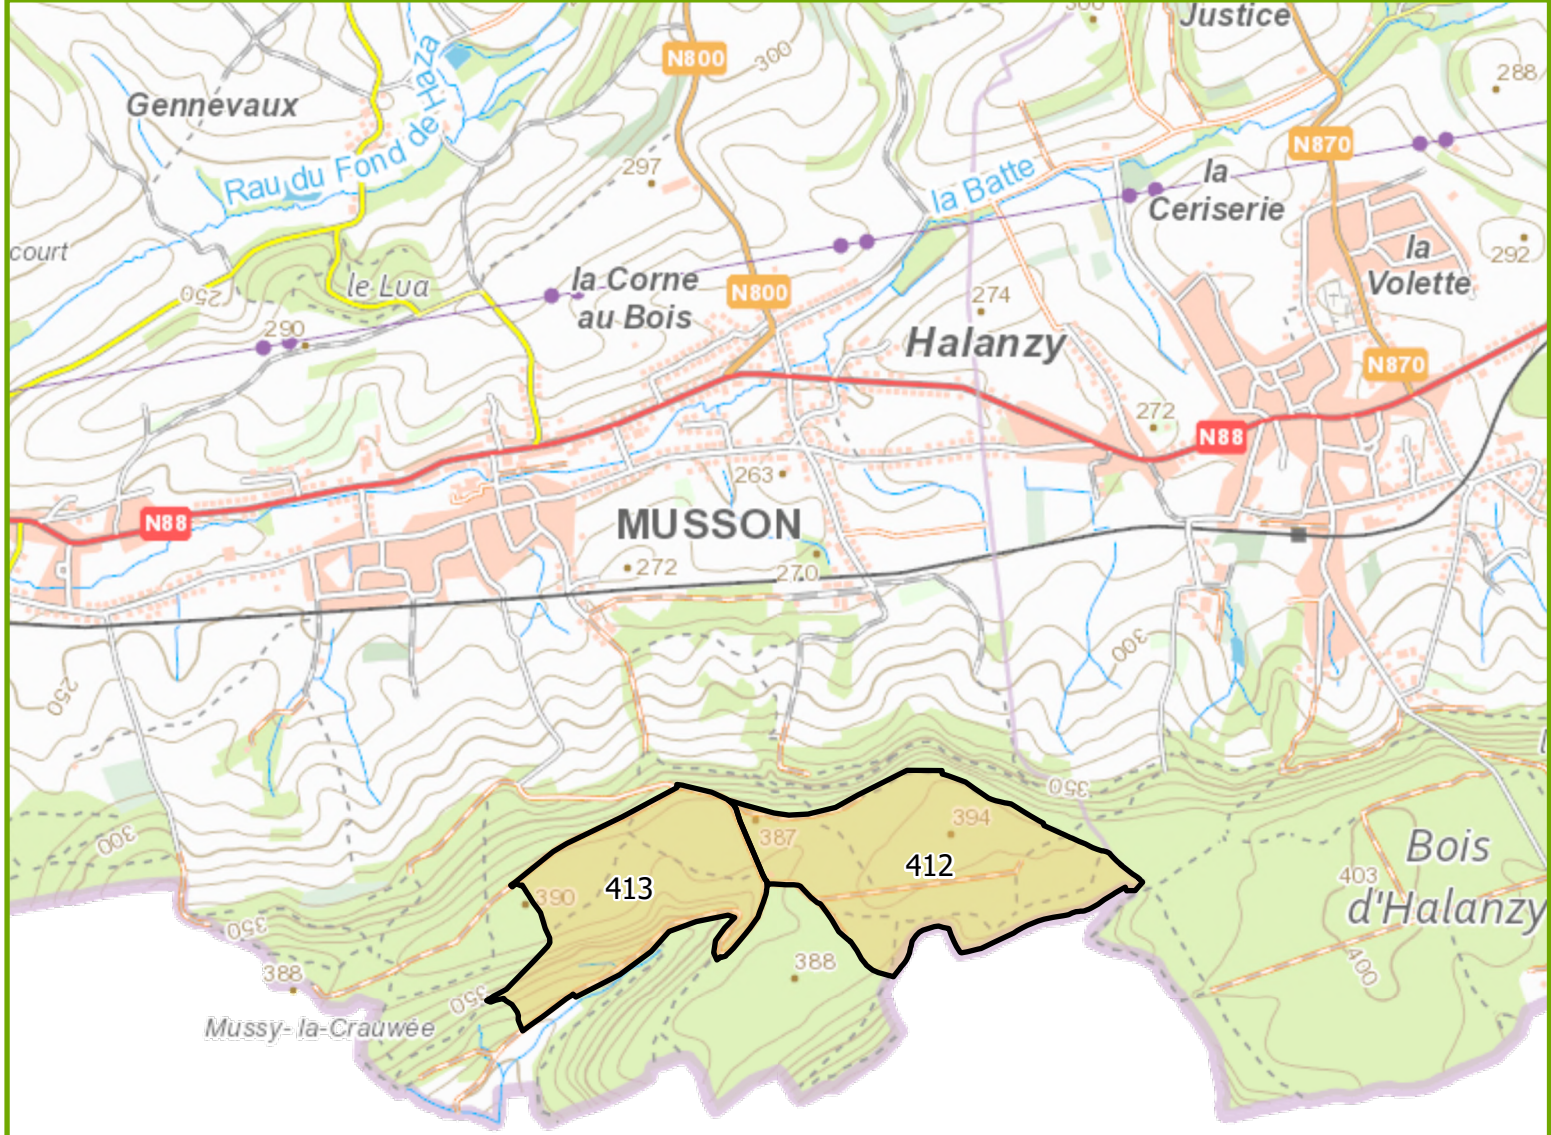 Justice
300
N800
300
288
Gennevaux
Rau du Fond de Haza
297
N870
la
Ceriserie
la Batte
court
le Lua
250
la Corne
au Bois
N800
274
la
Volette
292
290
Halanzy
N870
272
N88
263
N88
MUSSON
272
270
300
250
350
300
387
394
412
413
390
403
Bois
d'Halanzy
350
388
388
400
350
Mussy- la-Crauwée